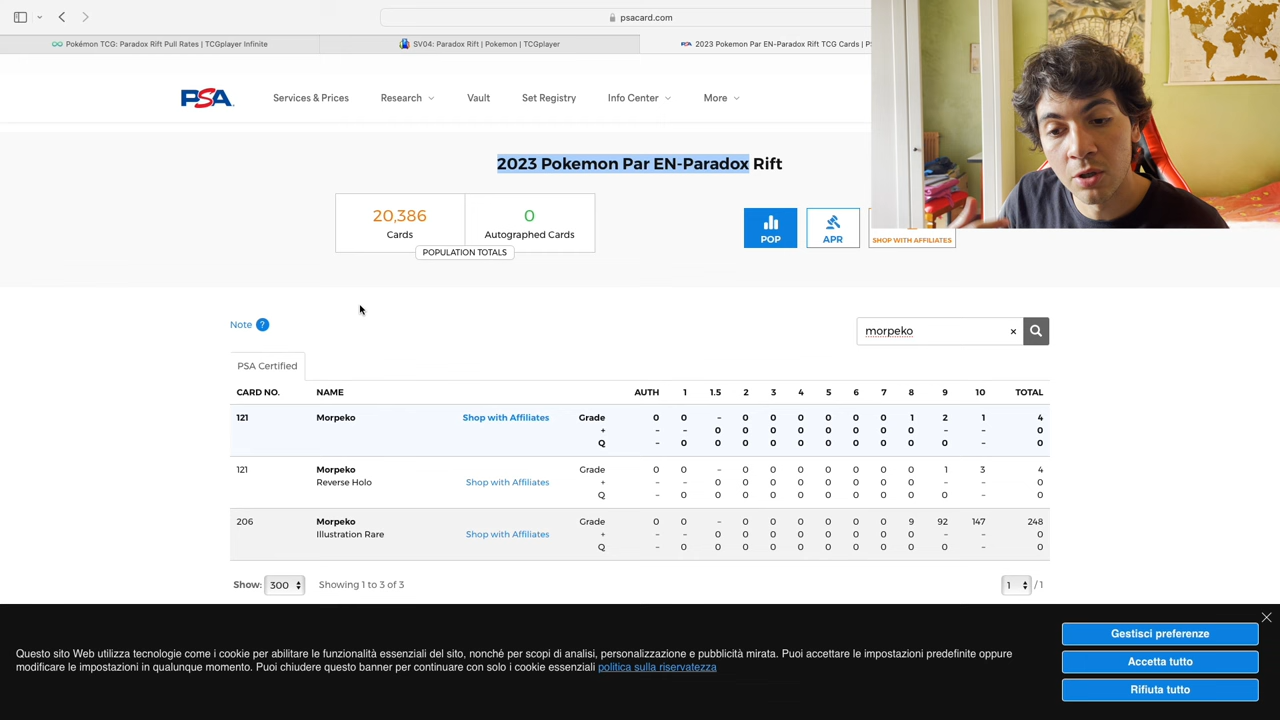 psacard.com
Pokémon TCG: Paradox Rift Pull Rates | TCGplayer Infinite
SV04: Paradox Rift | Pokemon | TCGplayer
2023 Pokemon Par EN-Paradox Rift TCG Cards | PS
PSA
Services & Prices
Research
Vault
Set Registry
Info Center
More
2023 Pokemon Par EN-Paradox Rift
20,386
Cards
0
Autographed Cards
POPULATION TOTALS
POP
APR
SHOP WITH AFFILIATES
Note ?
morpeko ×
PSA Certified
CARD NO. NAME AUTH 1 1.5 2 3 4 5 6 7 8 9 10 TOTAL
121 Morpeko Shop with Affiliates Grade 0 0 – 0 0 0 0 0 0 1 2 1 4
+ – – 0 0 0 0 0 0 0 0 – – 0
Q – 0 0 0 0 0 0 0 0 0 0 – 0
121 Morpeko Grade 0 0 – 0 0 0 0 0 0 0 1 3 4
Reverse Holo Shop with Affiliates + – – 0 0 0 0 0 0 0 0 – – 0
Q – 0 0 0 0 0 0 0 0 0 0 – 0
206 Morpeko Grade 0 0 – 0 0 0 0 0 0 9 92 147 248
Illustration Rare Shop with Affiliates + – – 0 0 0 0 0 0 0 0 – – 0
Q – 0 0 0 0 0 0 0 0 0 0 – 0
Show: 300 Showing 1 to 3 of 3 1 / 1
Questo sito Web utilizza tecnologie come i cookie per abilitare le funzionalità essenziali del sito, nonché per scopi di analisi, personalizzazione e pubblicità mirata. Puoi accettare le impostazioni predefinite oppure
modificare le impostazioni in qualunque momento. Puoi chiudere questo banner per continuare con solo i cookie essenziali politica sulla riservatezza
Gestisci preferenze
Accetta tutto
Rifiuta tutto